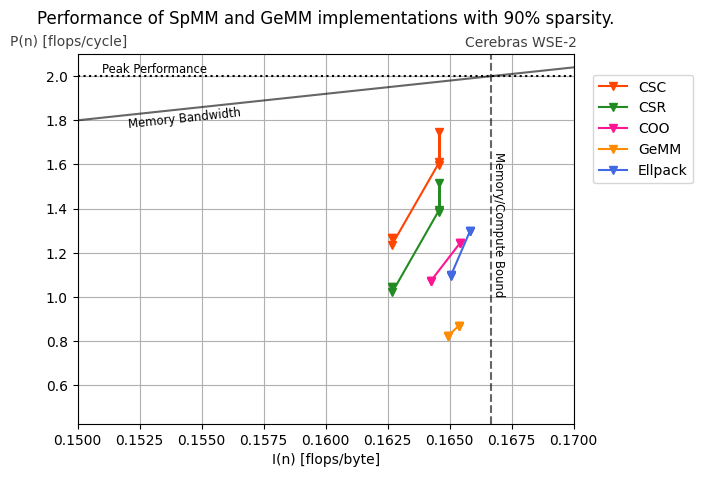 Performance of SpMM and GeMM implementations with 90% sparsity.
P(n) [flops/cycle]
Cerebras WSE-2
Peak Performance
Memory Bandwidth
Memory/Compute Bound
2.0
1.8
1.6
1.4
1.2
1.0
0.8
0.6
0.1500 0.1525 0.1550 0.1575 0.1600 0.1625 0.1650 0.1675 0.1700
I(n) [flops/byte]
CSC
CSR
COO
GeMM
Ellpack